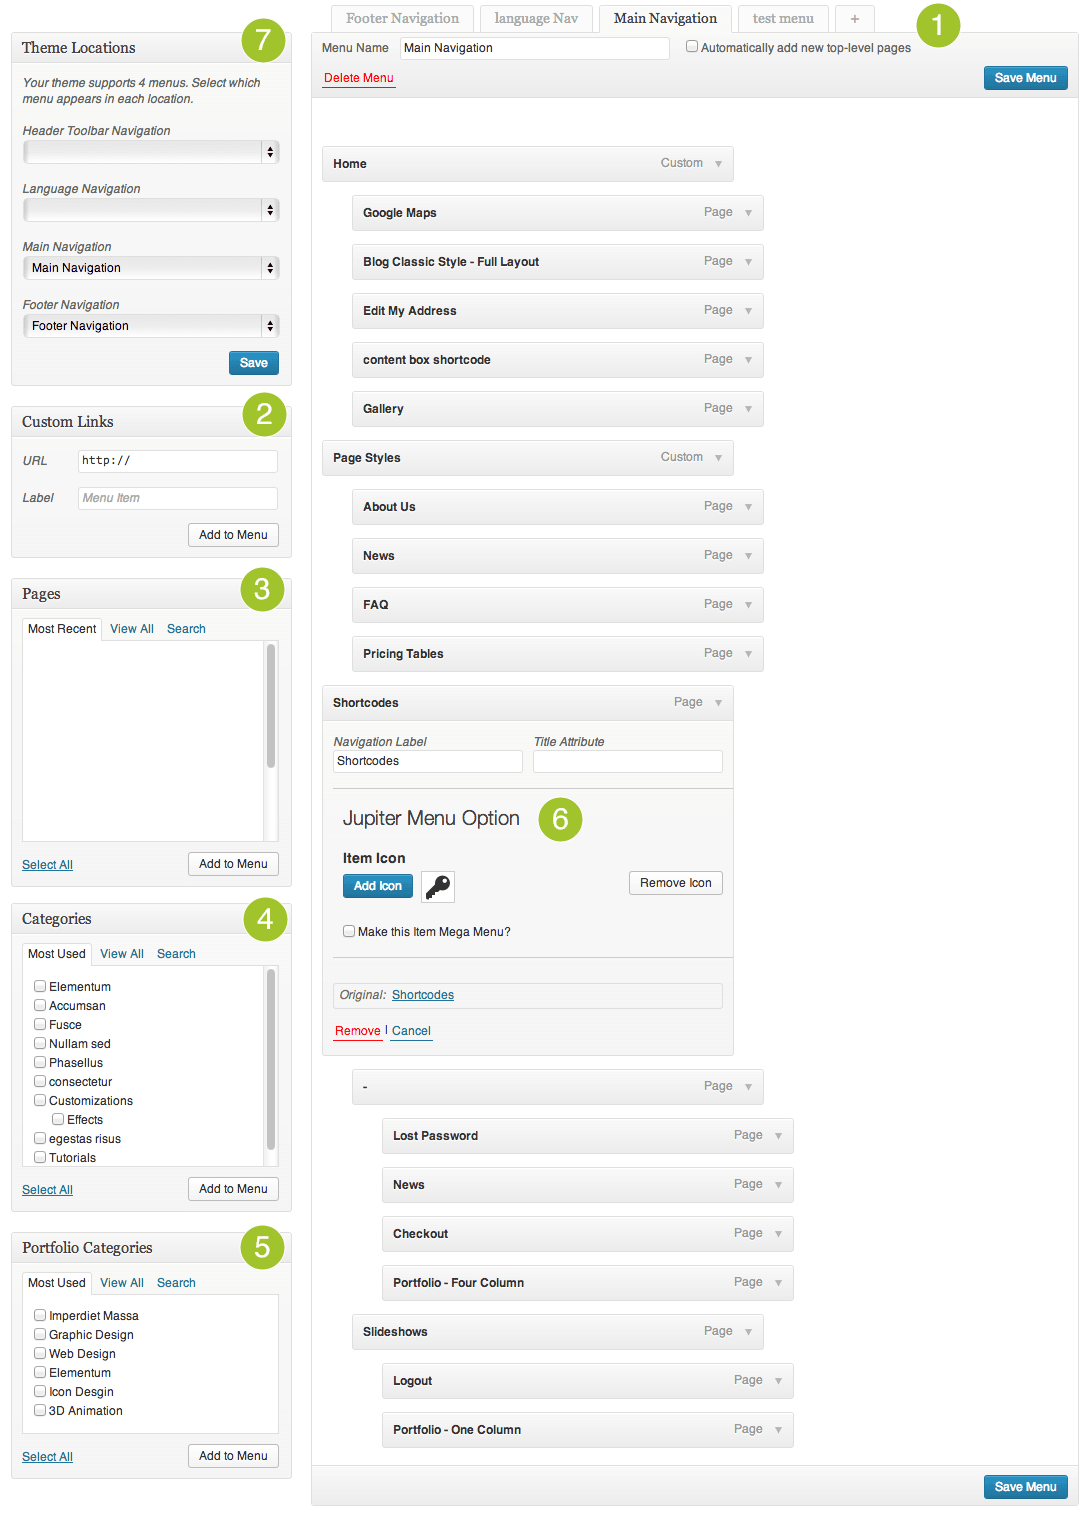 Theme Locations
7
Your theme supports 4 menus. Select which
menu appears in each location.
Header Toolbar Navigation
Language Navigation
Main Navigation
Main Navigation
Footer Navigation
Footer Navigation
Save
Custom Links
2
URL http://
Label Menu Item
Add to Menu
Pages
3
Most Recent View All Search
Select All Add to Menu
Categories
4
Most Used View All Search
Elementum
Accumsan
Fusce
Nullam sed
Phasellus
consectetur
Customizations
Effects
egestas risus
Tutorials
Select All Add to Menu
Portfolio Categories
5
Most Used View All Search
Imperdiet Massa
Graphic Design
Web Design
Elementum
Icon Desgin
3D Animation
Select All Add to Menu
Footer Navigation language Nav Main Navigation test menu +
1
Menu Name Main Navigation Automatically add new top-level pages
Delete Menu Save Menu
Home Custom
Google Maps Page
Blog Classic Style - Full Layout Page
Edit My Address Page
content box shortcode Page
Gallery Page
Page Styles Custom
About Us Page
News Page
FAQ Page
Pricing Tables Page
Shortcodes Page
Navigation Label Title Attribute
Shortcodes
Jupiter Menu Option 6
Item Icon
Add Icon Remove Icon
Make this Item Mega Menu?
Original: Shortcodes
Remove | Cancel
- Page
Lost Password Page
News Page
Checkout Page
Portfolio - Four Column Page
Slideshows Page
Logout Page
Portfolio - One Column Page
Save Menu